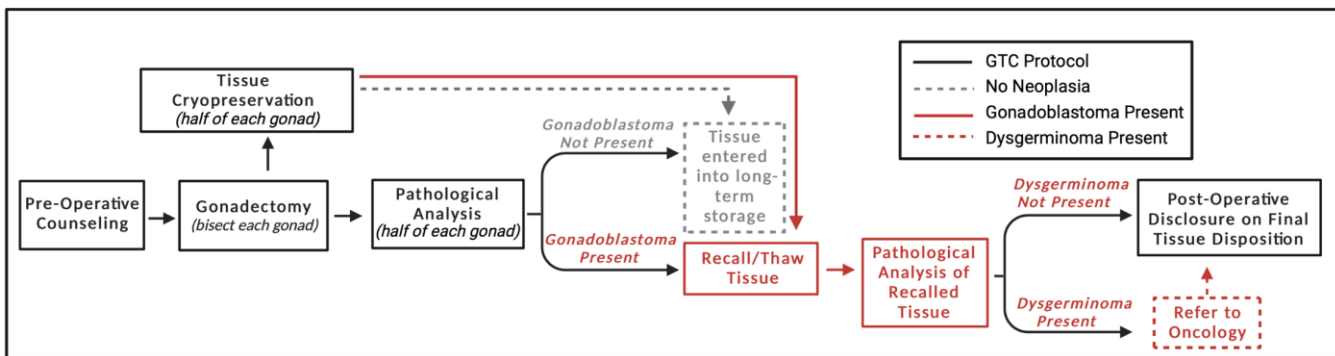 Tissue
Cryopreservation
(half of each gonad)
Pre-Operative
Counseling
Gonadectomy
(bisect each gonad)
Pathological
Analysis
(half of each gonad)
Gonadoblastoma
Not Present
Gonadoblastoma
Present
Tissue
entered
into long-
term
storage
Recall/Thaw
Tissue
Pathological
Analysis of
Recalled
Tissue
Dysgerminoma
Not Present
Dysgerminoma
Present
Post-Operative
Disclosure on Final
Tissue Disposition
Refer to
Oncology
GTC Protocol
No Neoplasia
Gonadoblastoma Present
Dysgerminoma Present